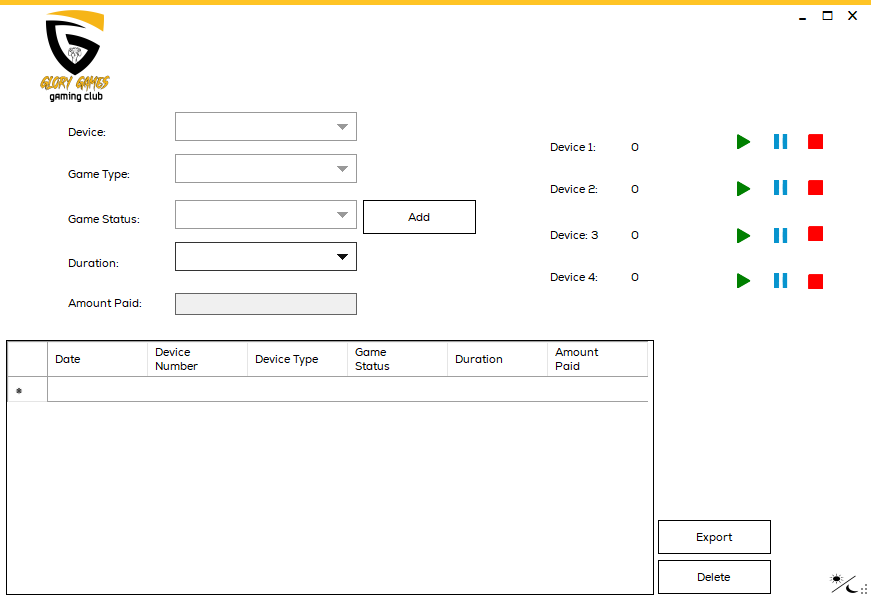 GLORY GAMES
gaming club
Device:
Game Type:
Game Status:
Add
Duration:
Amount Paid:
Device 1: 0
Device 2: 0
Device: 3 0
Device 4: 0
Date
Device
Number
Device Type
Game
Status
Duration
Amount
Paid
Export
Delete